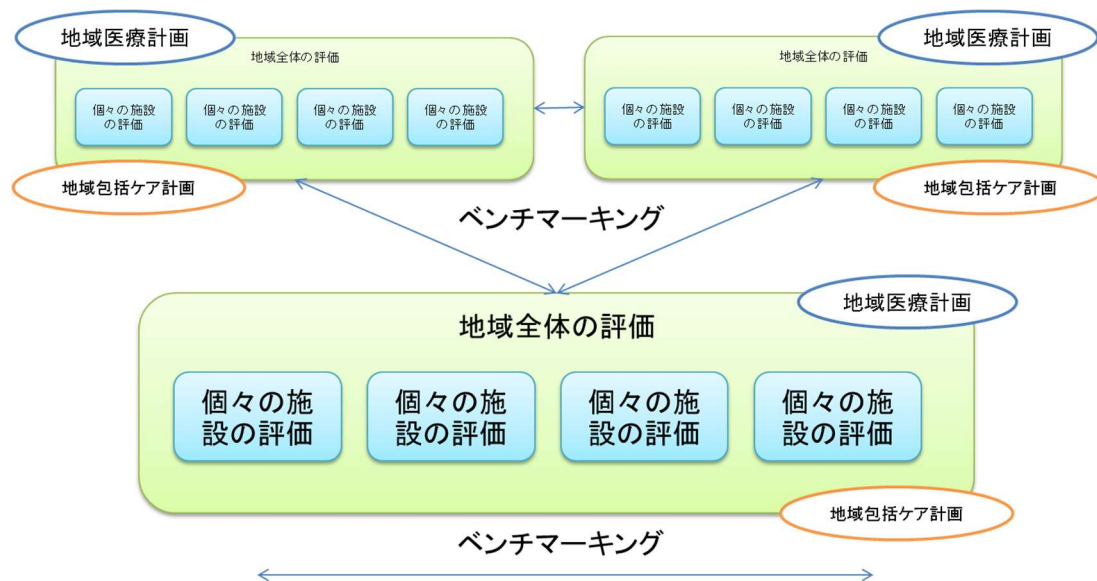 地域医療計画
地域全体の評価
個々の施設
の評価
個々の施設
の評価
個々の施設
の評価
個々の施設
の評価
地域包括ケア計画
地域医療計画
地域全体の評価
個々の施設
の評価
個々の施設
の評価
個々の施設
の評価
個々の施設
の評価
地域包括ケア計画
ベンチマーキング
地域医療計画
地域全体の評価
個々の施
設の評価
個々の施
設の評価
個々の施
設の評価
個々の施
設の評価
地域包括ケア計画
ベンチマーキング